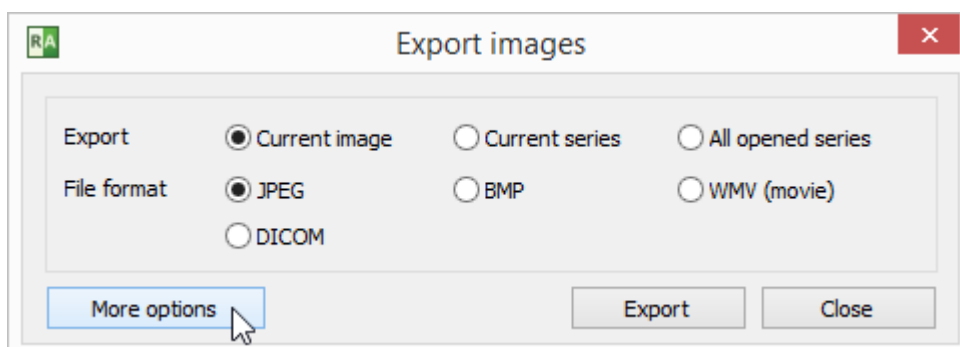 RA Export images
Export Current image Current series All opened series
File format JPEG BMP WMV (movie)
DICOM
More options Export Close